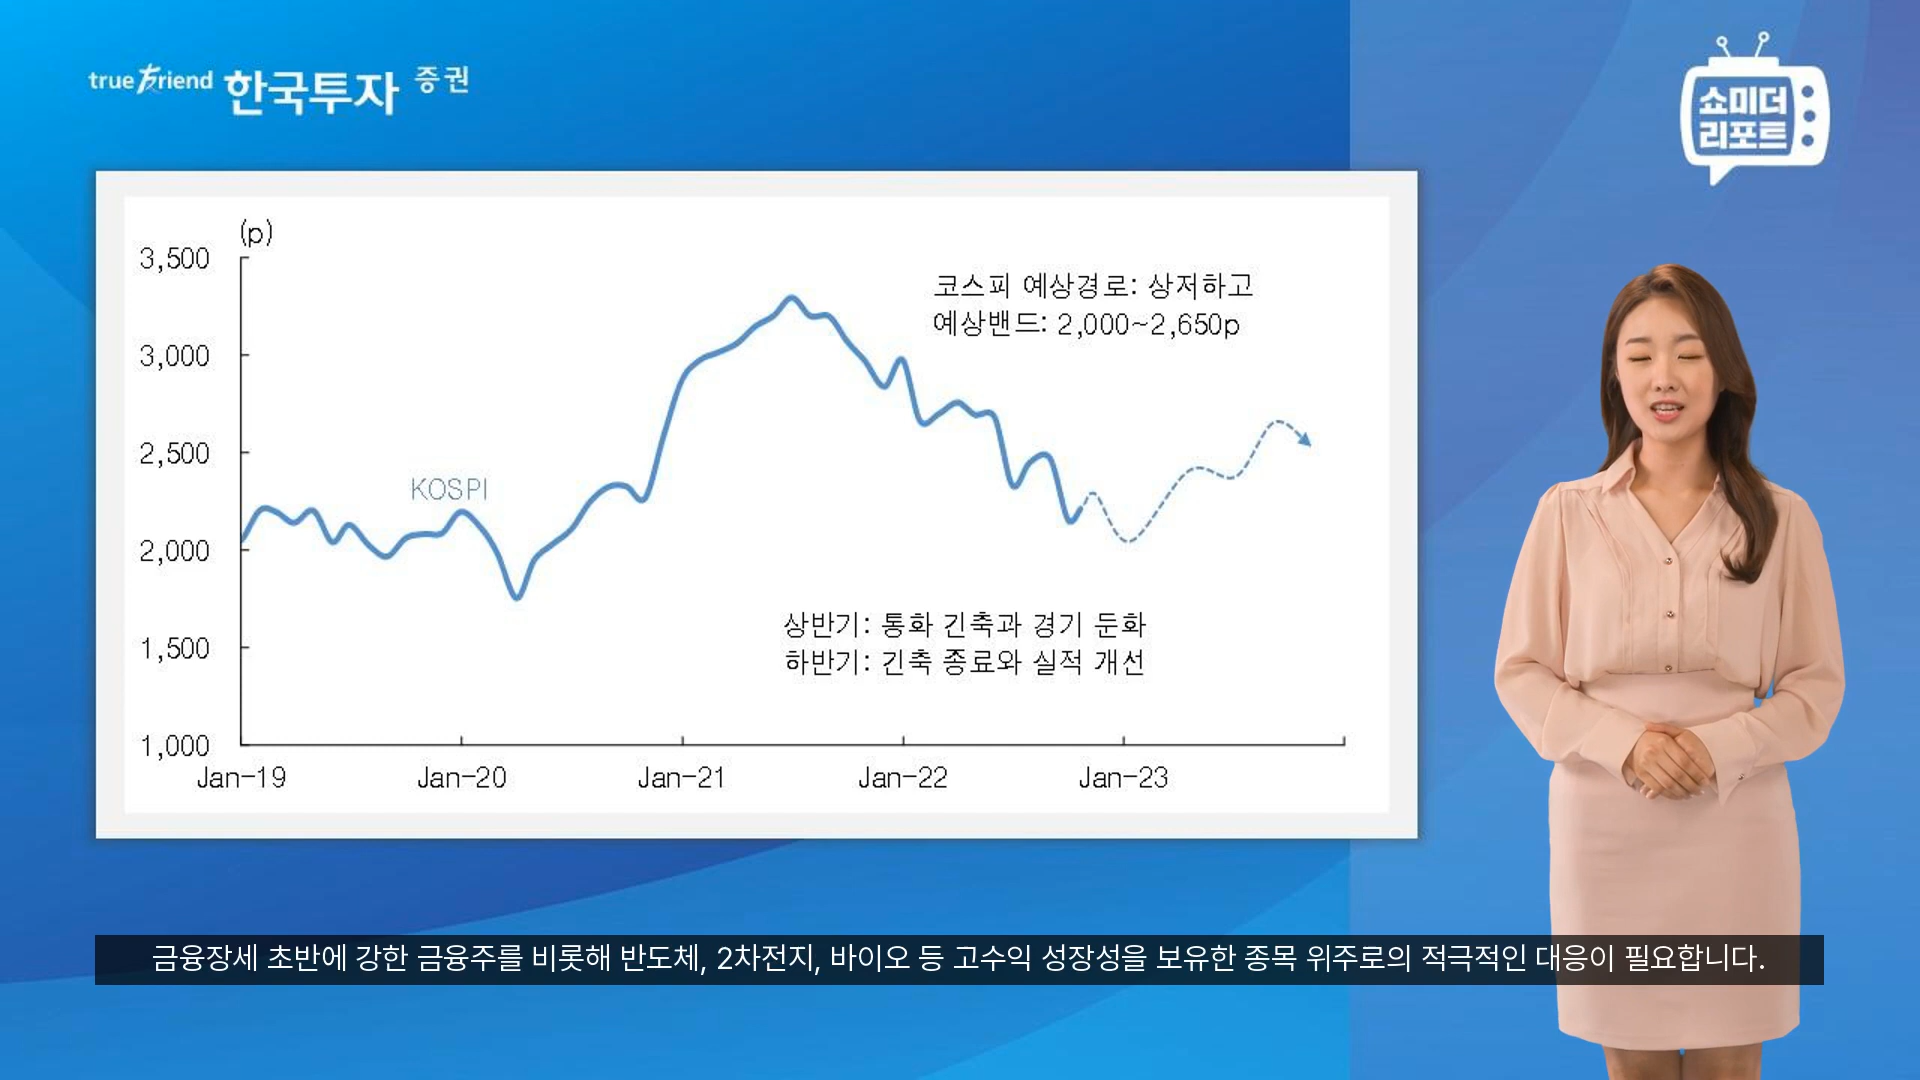 true friend 한국투자 증권
쇼미더
리포트
(p)
3,500
3,000
2,500
2,000
1,500
1,000
코스피 예상경로: 상저하고
예상밴드: 2,000~2,650p
KOSPI
상반기: 통화 긴축과 경기 둔화
하반기: 긴축 종료와 실적 개선
Jan-19 Jan-20 Jan-21 Jan-22 Jan-23
금융장세 초반에 강한 금융주를 비롯해 반도체, 2차전지, 바이오 등 고수익 성장성을 보유한 종목 위주로의 적극적인 대응이 필요합니다.